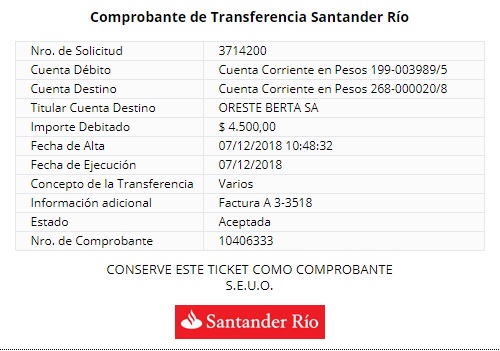 Comprobante de Transferencia Santander Río
Nro. de Solicitud 3714200
Cuenta Débito Cuenta Corriente en Pesos 199-003989/5
Cuenta Destino Cuenta Corriente en Pesos 268-000020/8
Titular Cuenta Destino ORESTE BERTA SA
Importe Debitado $ 4.500,00
Fecha de Alta 07/12/2018 10:48:32
Fecha de Ejecución 07/12/2018
Concepto de la Transferencia Varios
Información adicional Factura A 3-3518
Estado Aceptada
Nro. de Comprobante 10406333
CONSERVE ESTE TICKET COMO COMPROBANTE
S.E.U.O.
Santander Río